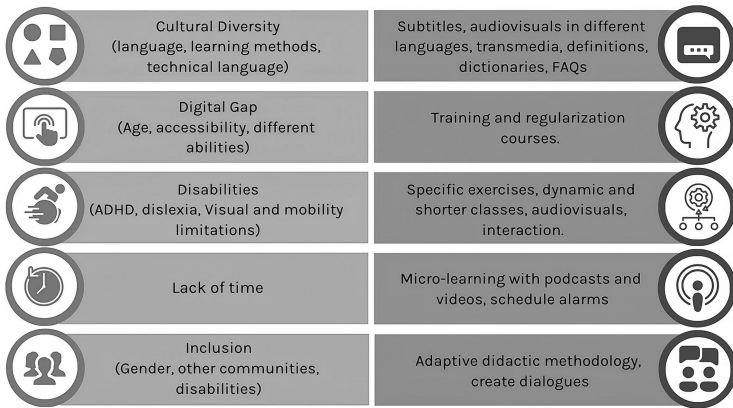 Cultural Diversity
(language, learning methods,
technical language)
Subtitles, audiovisuals in different
languages, transmedia, definitions,
dictionaries, FAQs
Digital Gap
(Age, accessibility, different
abilities)
Training and regularization
courses.
Disabilities
(ADHD, dislexia, Visual and mobility
limitations)
Specific exercises, dynamic and
shorter classes, audiovisuals,
interaction.
Lack of time
Micro-learning with podcasts and
videos, schedule alarms
Inclusion
(Gender, other communities,
disabilities)
Adaptive didactic methodology,
create dialogues